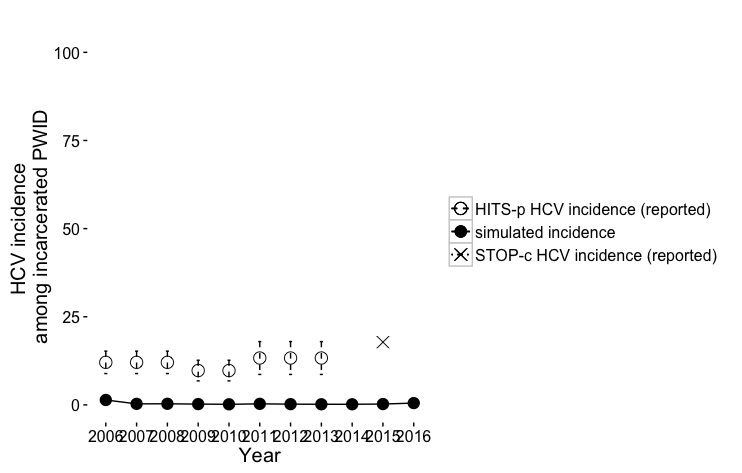 100
75
50
25
0
HCV incidence
among incarcerated PWID
2006 2007 2008 2009 2010 2011 2012 2013 2014 2015 2016
Year
HITS-p HCV incidence (reported)
simulated incidence
STOP-c HCV incidence (reported)